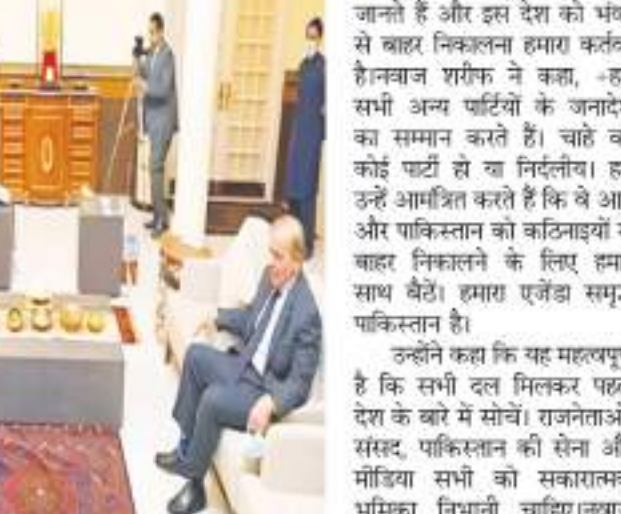 जानते हैं और इस देश को भंव
से बाहर निकालना हमारा कर्तव
है।नवाज शरीफ ने कहा, ÷ह
सभी अन्य पार्टियों के जनादे
का सम्मान करते हैं। चाहे व
कोई पार्टी हो या निर्दलीय। ह
उन्हें आमंत्रित करते हैं कि वे आ
और पाकिस्तान को कठिनाइयों
बाहर निकालने के लिए हमा
साथ बैठें। हमारा एजेंडा समृ
पाकिस्तान है।
उन्होंने कहा कि यह महत्वपू
है कि सभी दल मिलकर पह
देश के बारे में सोचें। राजनेताओ
संसद, पाकिस्तान की सेना औ
मीडिया सभी को सकारात्म
भूमिका निभानी चाहिए।नवा